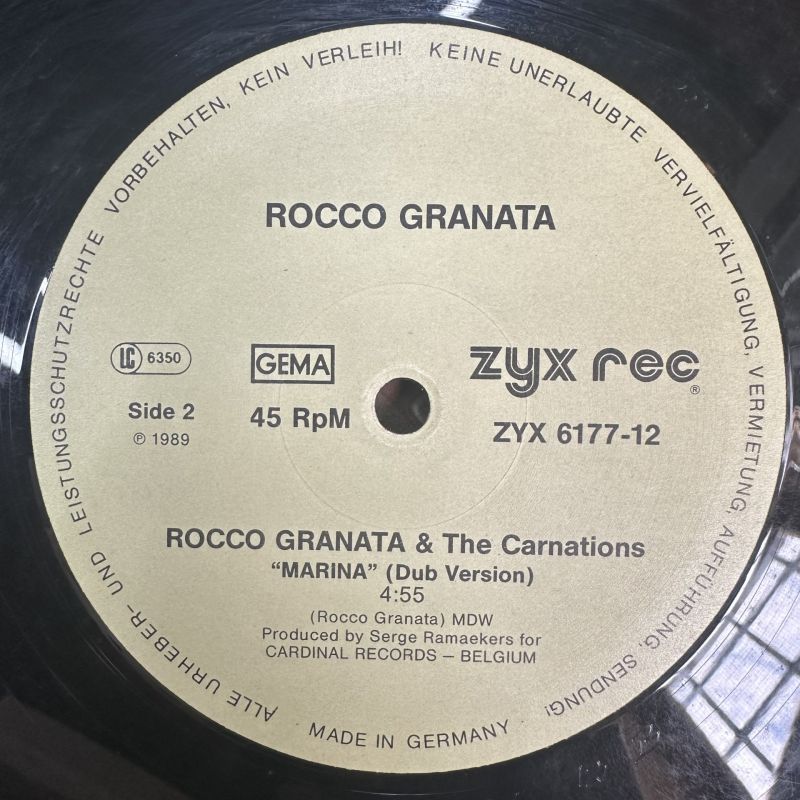 ALLE URHEBER- UND LEISTUNGSSCHUTZRECHTE VORBEHALTEN, KEIN VERLEIH! KEINE UNERLAUBTE VERVIELFÄLTIGUNG, VERMIETUNG, AUFFÜHRUNG, SENDUNG!
ROCCO GRANATA
LC 6350
GEMA
zyx rec®
Side 2
45 RpM
ZYX 6177-12
℗ 1989
ROCCO GRANATA & The Carnations
“MARINA” (Dub Version)
4:55
(Rocco Granata) MDW
Produced by Serge Ramaekers for
CARDINAL RECORDS – BELGIUM
MADE IN GERMANY